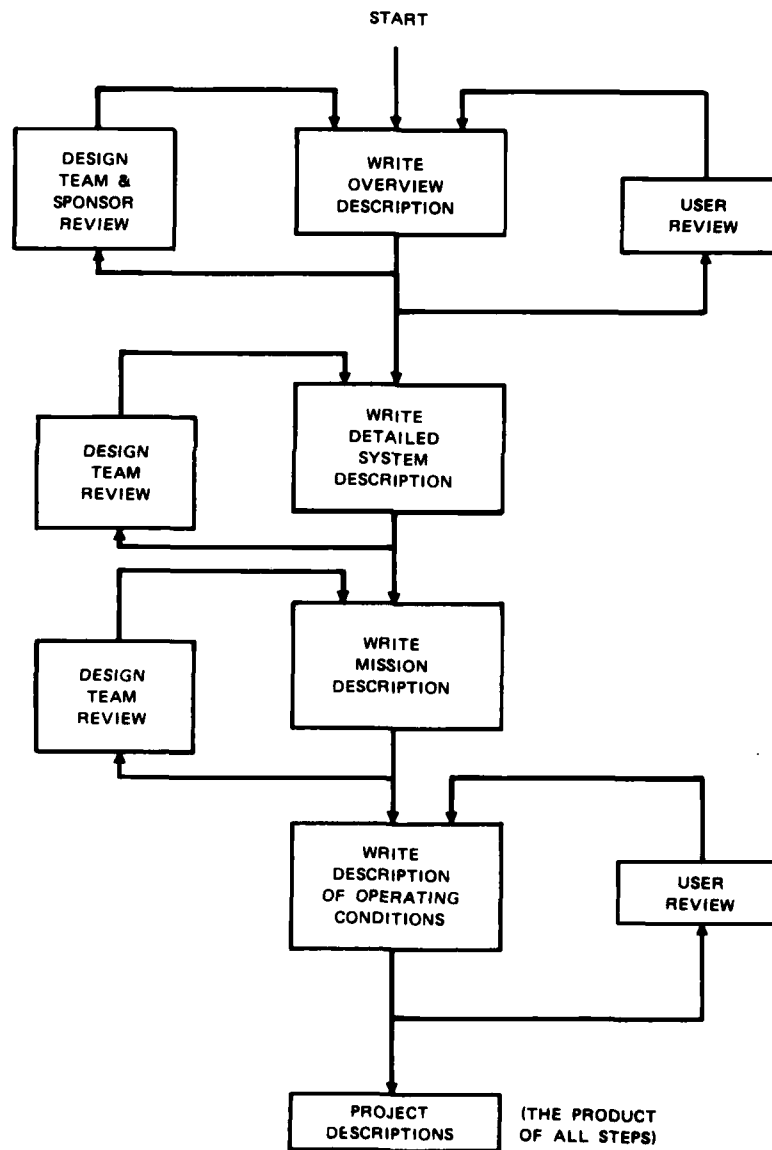 START
DESIGN
TEAM &
SPONSOR
REVIEW
WRITE
OVERVIEW
DESCRIPTION
USER
REVIEW
WRITE
DETAILED
SYSTEM
DESCRIPTION
DESIGN
TEAM
REVIEW
WRITE
MISSION
DESCRIPTION
DESIGN
TEAM
REVIEW
WRITE
DESCRIPTION
OF OPERATING
CONDITIONS
USER
REVIEW
PROJECT
DESCRIPTIONS
(THE PRODUCT
OF ALL STEPS)